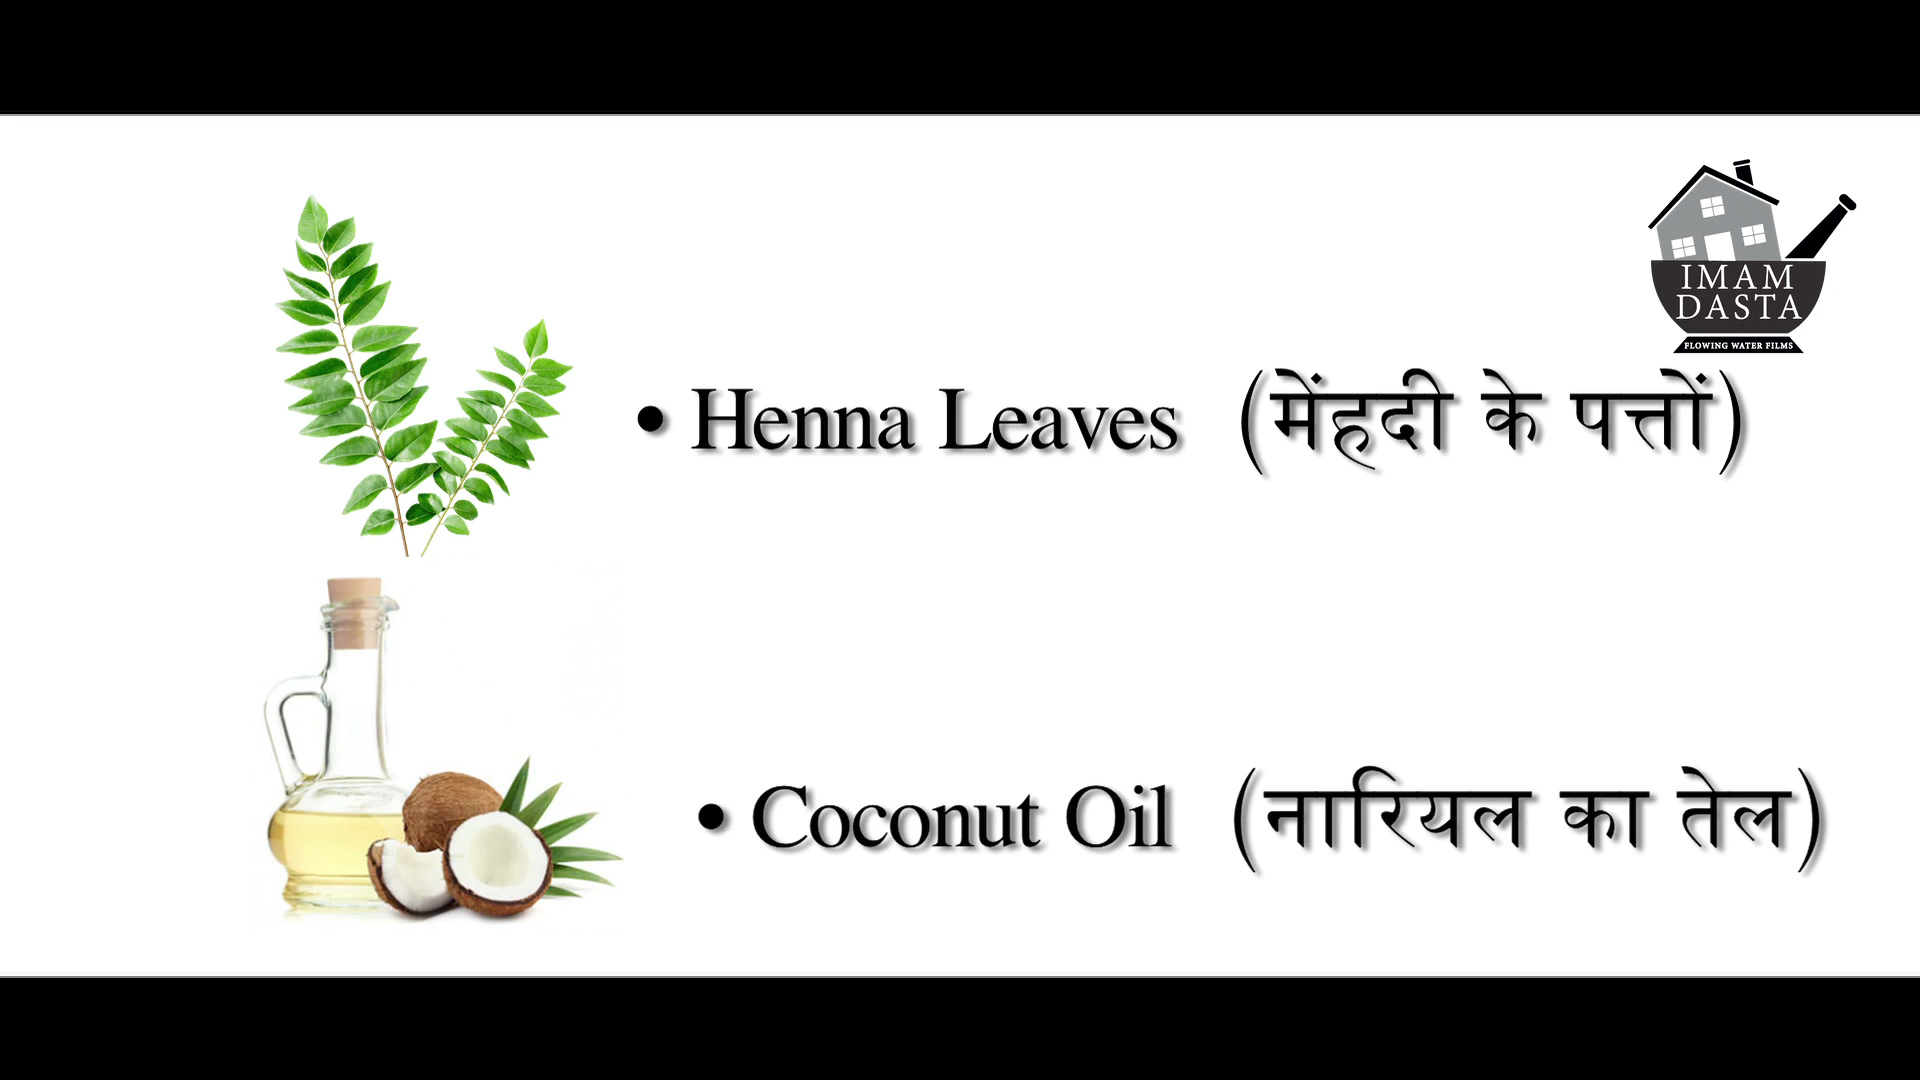 IMAM
DASTA
FLOWING WATER FILMS
• Henna Leaves (मेंहदी के पत्तों)
• Coconut Oil (नारियल का तेल)